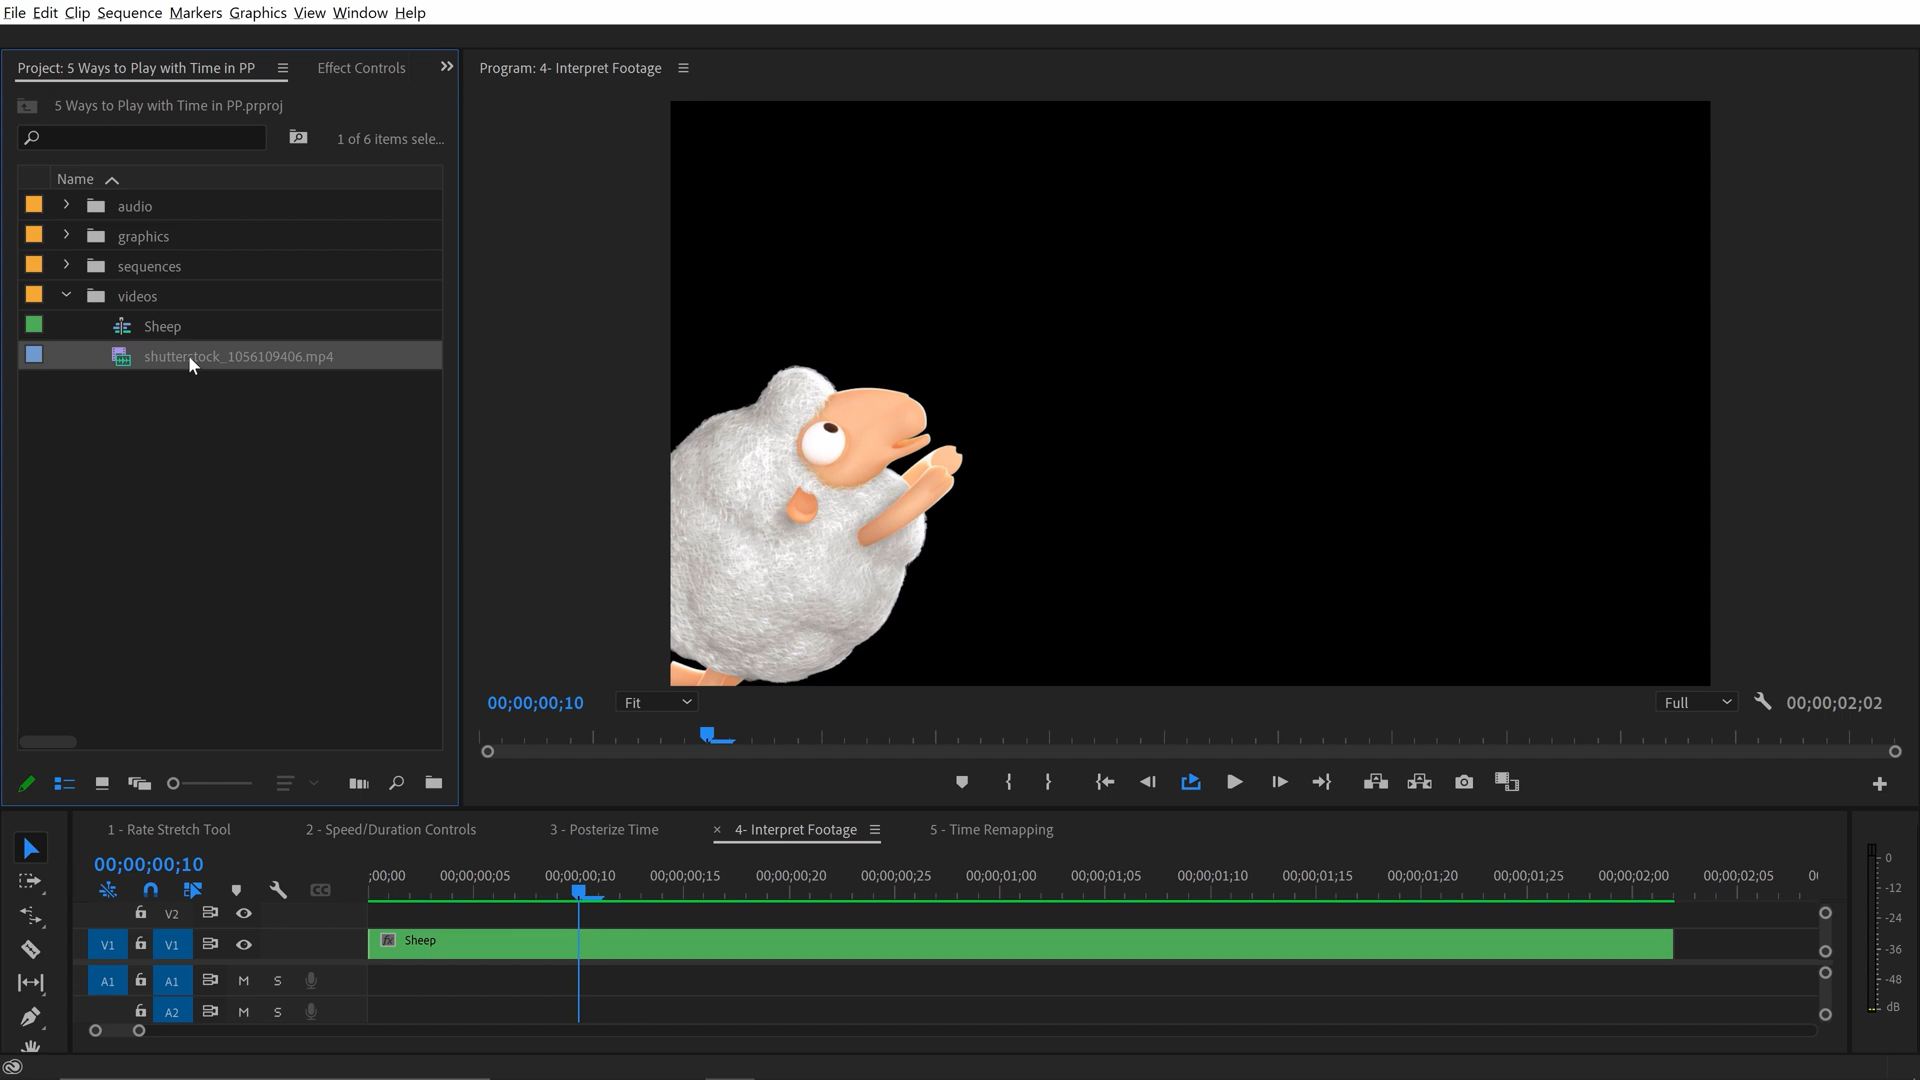 File Edit Clip Sequence Markers Graphics View Window Help
Project: 5 Ways to Play with Time in PP
Effect Controls
Program: 4- Interpret Footage
5 Ways to Play with Time in PP.prproj
1 of 6 items sele...
Name
audio
graphics
sequences
videos
Sheep
shutterstock_1056109406.mp4
00;00;00;10
Fit
Full
00;00;02;02
1 - Rate Stretch Tool
2 - Speed/Duration Controls
3 - Posterize Time
× 4- Interpret Footage
5 - Time Remapping
00;00;00;10
;00;00 00;00;00;05 00;00;00;10 00;00;00;15 00;00;00;20 00;00;00;25 00;00;01;00 00;00;01;05 00;00;01;10 00;00;01;15 00;00;01;20 00;00;01;25 00;00;02;00 00;00;02;05 00
CC
V2
V1 V1
fx Sheep
A1 A1 M S
A2 M S
0
-12
-24
-36
-48
dB